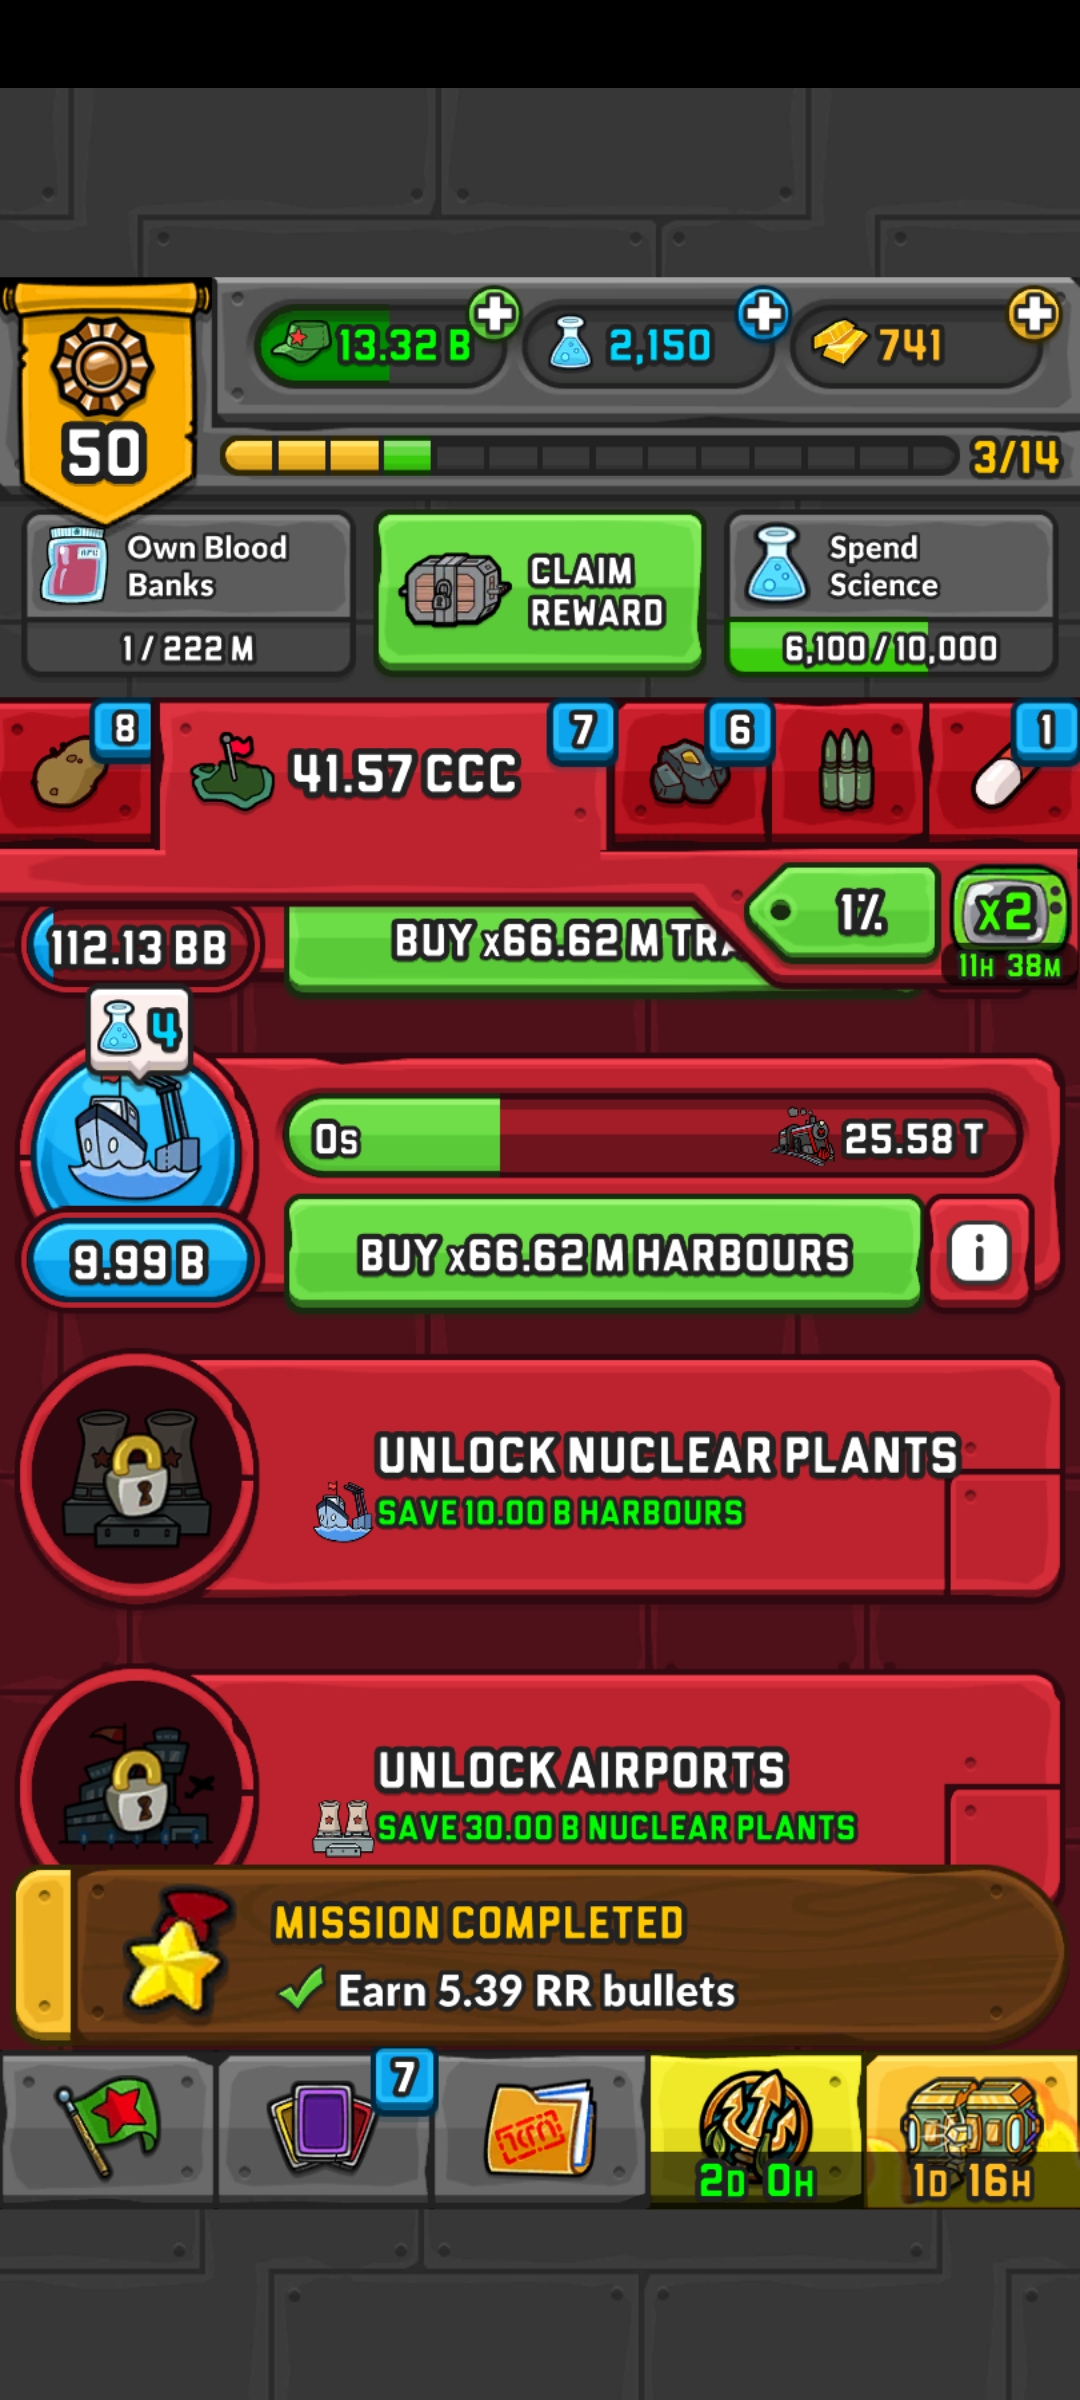 13.32 B
2,150
741
50
3/14
Own Blood
Banks
1 / 222 M
CLAIM
REWARD
Spend
Science
6,100 / 10,000
8
41.57 CCC
7
6
1
1%
x2
11H 38M
112.13 BB
BUY x66.62 M TRA
4
0s
25.58 T
9.99 B
BUY x66.62 M HARBOURS
i
UNLOCK NUCLEAR PLANTS
SAVE 10.00 B HARBOURS
UNLOCK AIRPORTS
SAVE 30.00 B NUCLEAR PLANTS
MISSION COMPLETED
Earn 5.39 RR bullets
7
2D 0H
1D 16H